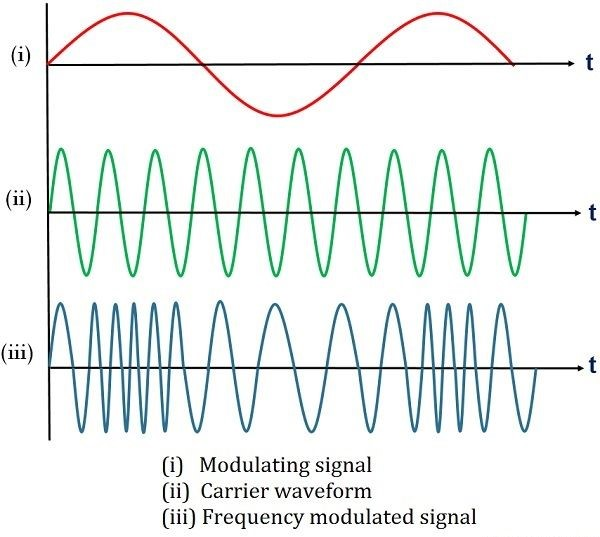 (i)
t
(ii)
t
(iii)
t
(i) Modulating signal
(ii) Carrier waveform
(iii) Frequency modulated signal